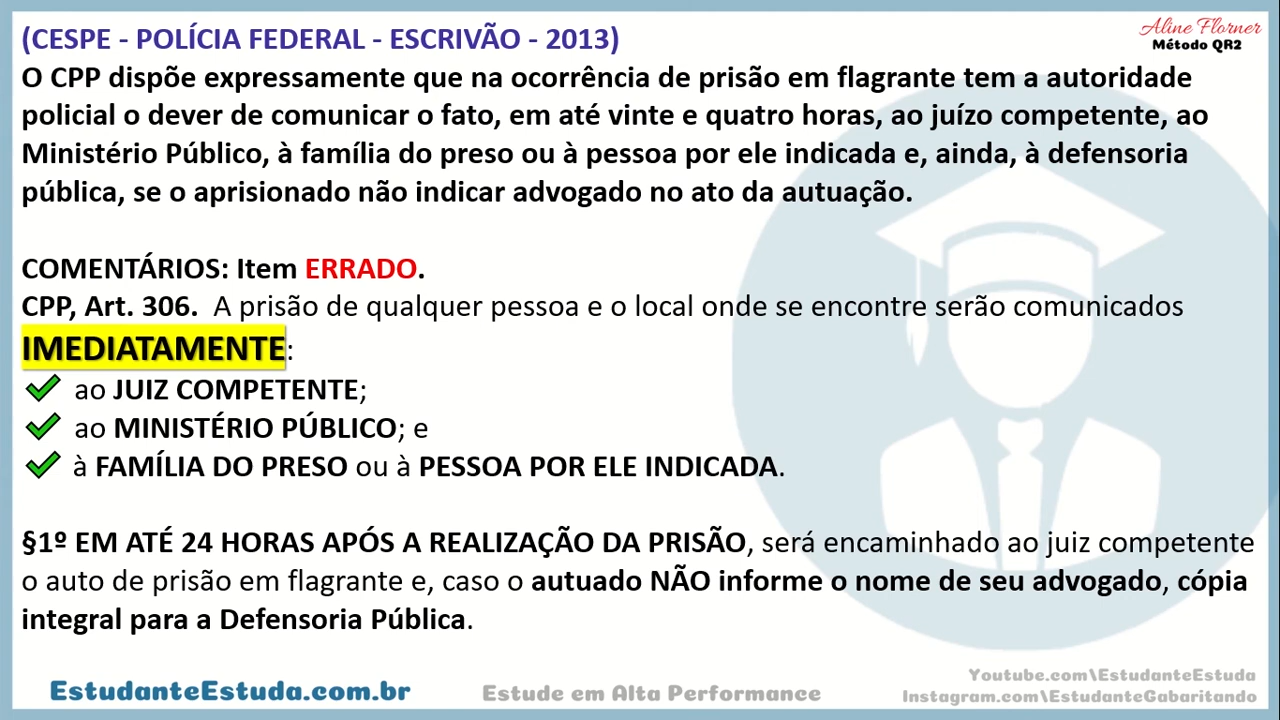 Aline Florner
Método QR2
(CESPE - POLÍCIA FEDERAL - ESCRIVÃO - 2013)
O CPP dispõe expressamente que na ocorrência de prisão em flagrante tem a autoridade
policial o dever de comunicar o fato, em até vinte e quatro horas, ao juízo competente, ao
Ministério Público, à família do preso ou à pessoa por ele indicada e, ainda, à defensoria
pública, se o aprisionado não indicar advogado no ato da autuação.
COMENTÁRIOS: Item ERRADO.
CPP, Art. 306. A prisão de qualquer pessoa e o local onde se encontre serão comunicados
IMEDIATAMENTE:
ao JUIZ COMPETENTE;
ao MINISTÉRIO PÚBLICO; e
à FAMÍLIA DO PRESO ou à PESSOA POR ELE INDICADA.
§1º EM ATÉ 24 HORAS APÓS A REALIZAÇÃO DA PRISÃO, será encaminhado ao juiz competente
o auto de prisão em flagrante e, caso o autuado NÃO informe o nome de seu advogado, cópia
integral para a Defensoria Pública.
EstudanteEstuda.com.br
Estude em Alta Performance
Youtube.com/EstudanteEstuda
Instagram.com/EstudanteGabaritando